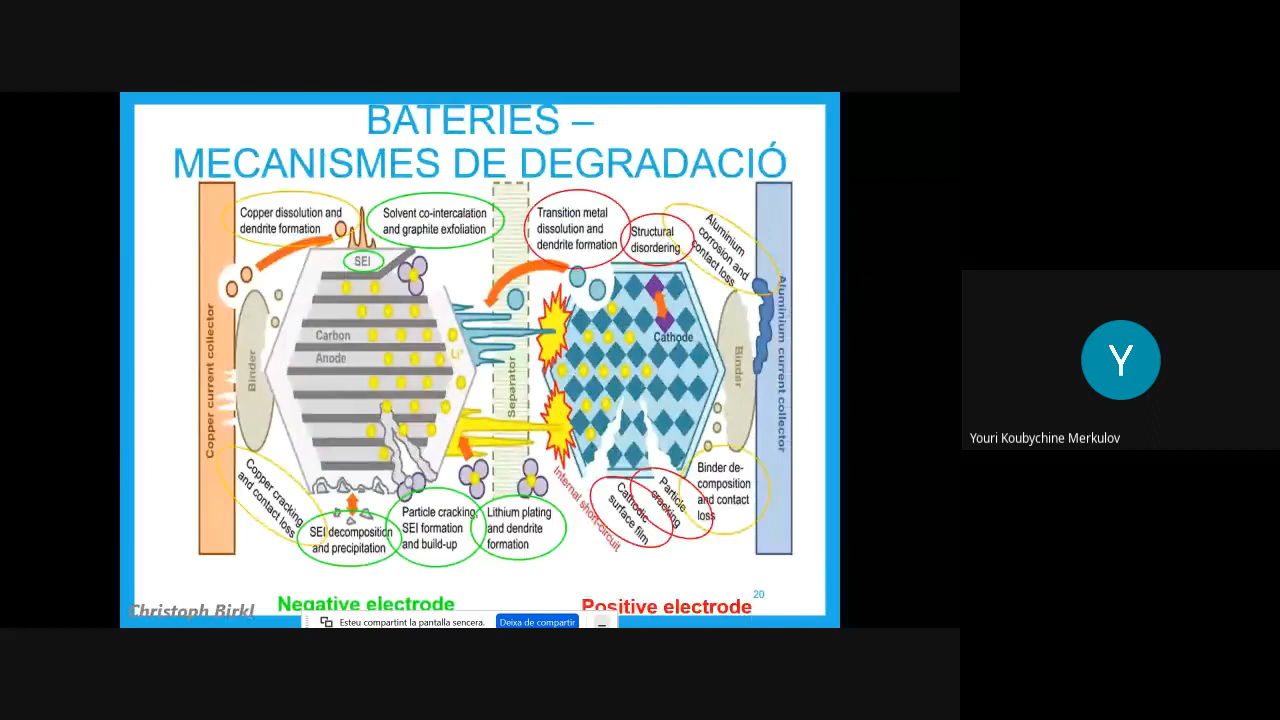 BATERIES –
MECANISMES DE DEGRADACIÓ
Copper dissolution and
dendrite formation
Solvent co-intercalation
and graphite exfoliation
Transition metal
dissolution and
dendrite formation
Structural
disordering
Aluminium
corrosion and
contact loss
SEI
Carbon
Anode
Li+
Cathode
Copper current collector
Binder
Separator
Binder
Aluminium current collector
Copper cracking
and contact loss
SEI decomposition
and precipitation
Particle cracking,
SEI formation
and build-up
Lithium plating
and dendrite
formation
Internal short-circuit
Cathodic
surface film
Particle
cracking
Binder de-
composition
and contact
loss
20
Christoph Birkl
Negative electrode
Positive electrode
Esteu compartint la pantalla sencera.
Deixa de compartir
Y
Youri Koubychine Merkulov